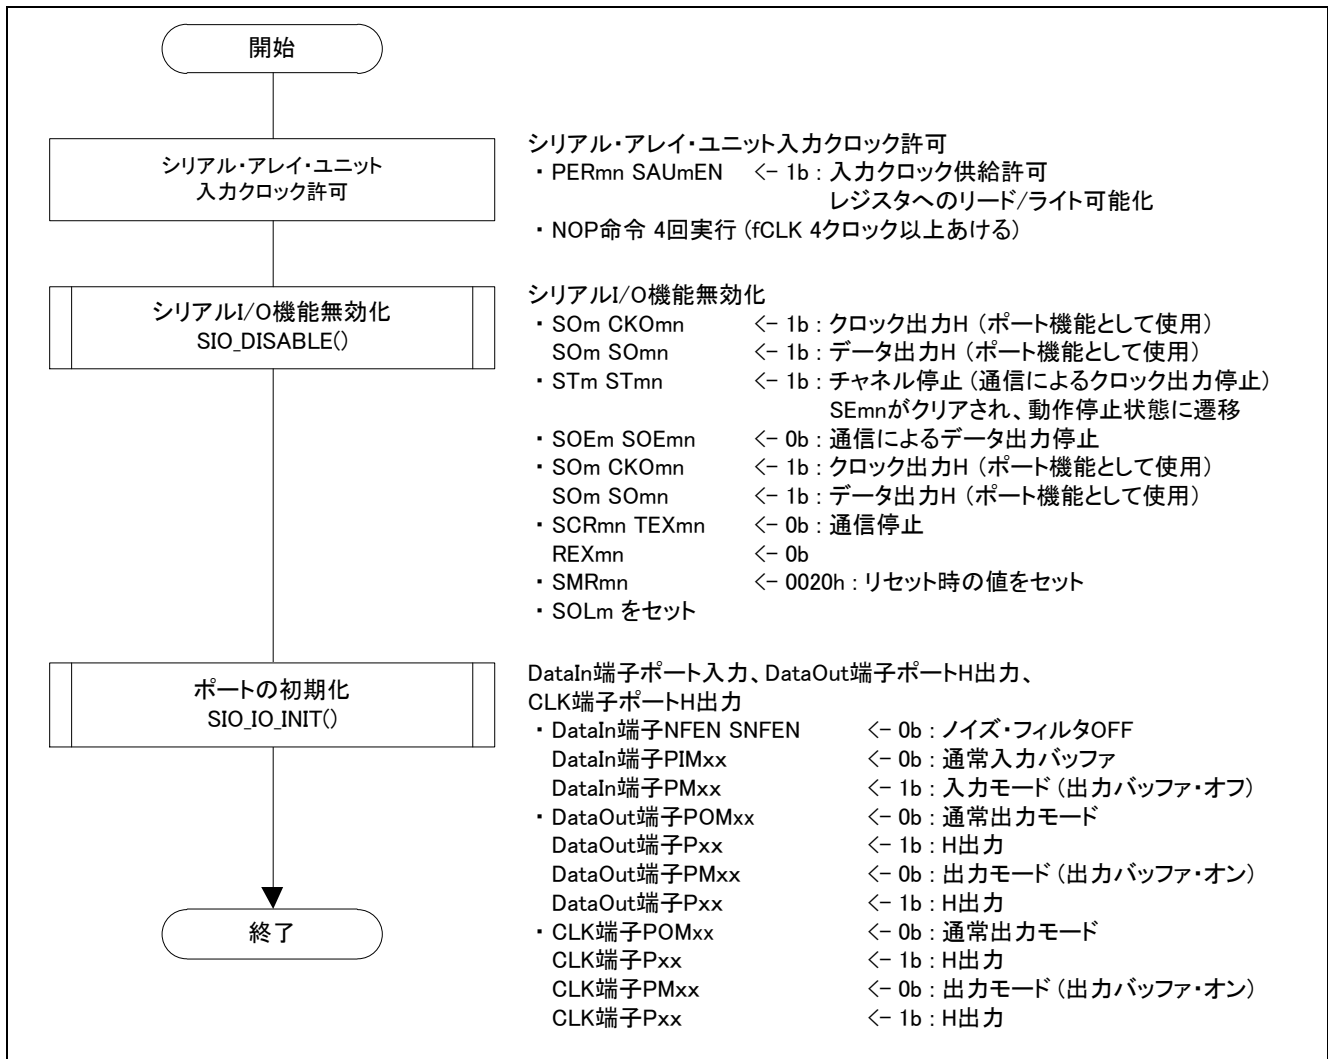 開始
シリアル・アレイ・ユニット
入力クロック許可
シリアル・アレイ・ユニット入力クロック許可
・PERmn SAUmEN <- 1b : 入力クロック供給許可
レジスタへのリード/ライト可能化
・NOP命令 4回実行 (fCLK 4クロック以上あける)
シリアルI/O機能無効化
SIO_DISABLE()
シリアルI/O機能無効化
・SOm CKOmn <- 1b : クロック出力H (ポート機能として使用)
SOm SOmn <- 1b : データ出力H (ポート機能として使用)
・STm STmn <- 1b : チャネル停止 (通信によるクロック出力停止)
SEmnがクリアされ、動作停止状態に遷移
・SOEm SOEmn <- 0b : 通信によるデータ出力停止
・SOm CKOmn <- 1b : クロック出力H (ポート機能として使用)
SOm SOmn <- 1b : データ出力H (ポート機能として使用)
・SCRmn TEXmn <- 0b : 通信停止
REXmn <- 0b
・SMRmn <- 0020h : リセット時の値をセット
・SOLm をセット
ポートの初期化
SIO_IO_INIT()
DataIn端子ポート入力、DataOut端子ポートH出力、
CLK端子ポートH出力
・DataIn端子NFEN SNFEN <- 0b : ノイズ・フィルタOFF
DataIn端子PIMxx <- 0b : 通常入力バッファ
DataIn端子PMxx <- 1b : 入力モード (出力バッファ・オフ)
・DataOut端子POMxx <- 0b : 通常出力モード
DataOut端子Pxx <- 1b : H出力
DataOut端子PMxx <- 0b : 出力モード (出力バッファ・オン)
DataOut端子Pxx <- 1b : H出力
・CLK端子POMxx <- 0b : 通常出力モード
CLK端子Pxx <- 1b : H出力
CLK端子PMxx <- 0b : 出力モード (出力バッファ・オン)
CLK端子Pxx <- 1b : H出力
終了